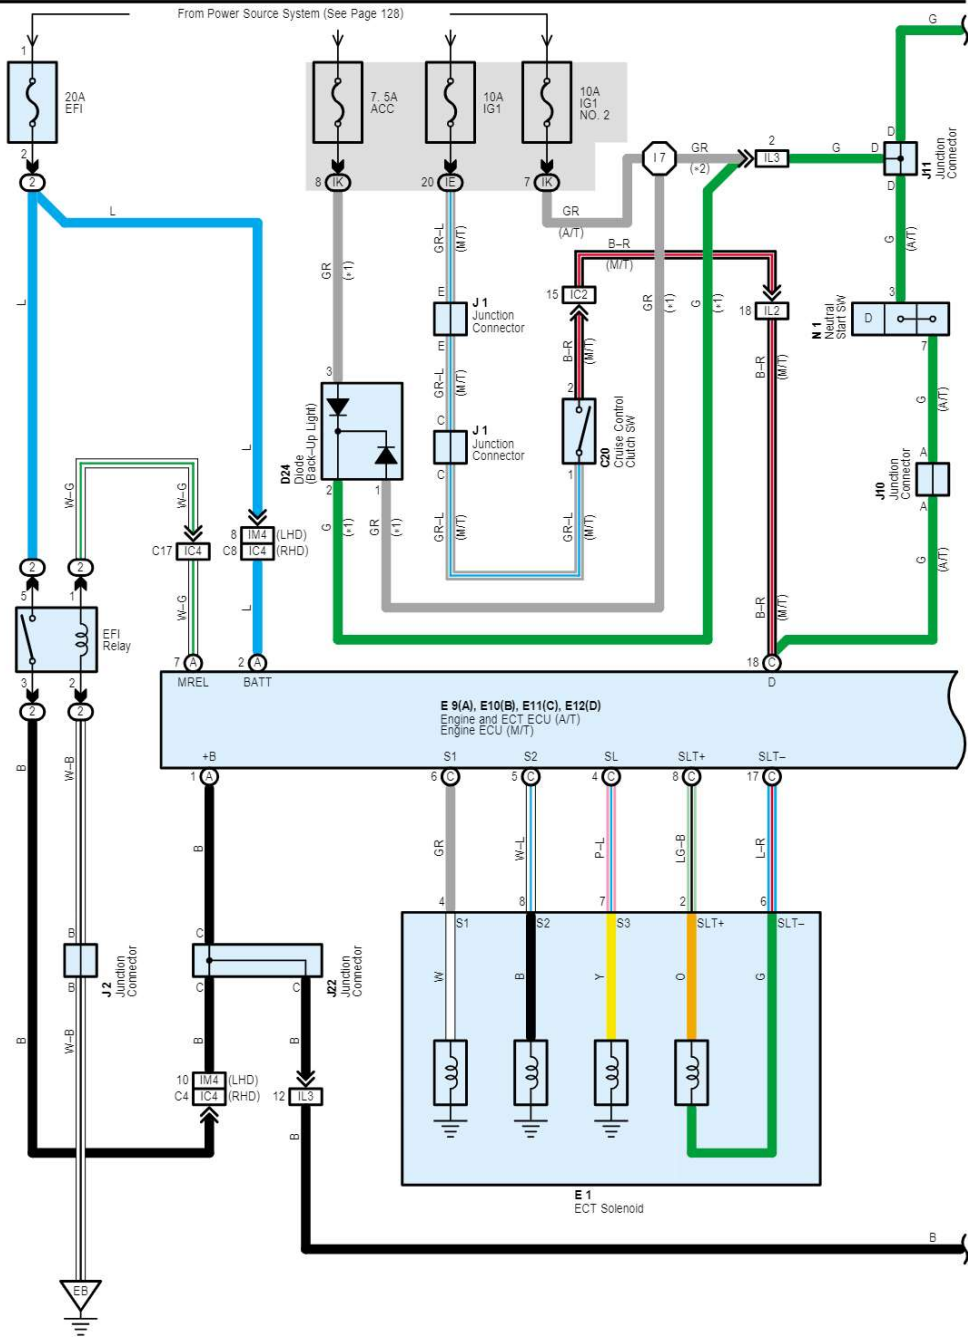 From Power Source System (See Page 128)
G
1
20A
EFI
7. 5A
ACC
10A
IG1
10A
IG1
NO. 2
2
2
8 IK
20 IE
7 IK
I7
GR
(*2)
2
IL3
G
D
D
D
J11
Junction
Connector
L
GR
(A/T)
GR–L
(M/T)
B–R
(M/T)
G
(A/T)
GR
(*1)
L
E
J 1
Junction
Connector
E
15 IC2
GR
(*1)
G
(*1)
18 IL2
3
D
N 1
Neutral
Start SW
7
GR–L
(M/T)
B–R
(M/T)
B–R
(M/T)
3
2
G
(A/T)
D24
Diode
(Back–Up Light)
C
J 1
Junction
Connector
C
C20
Cruise Control
Clutch SW
1
A
J10
Junction
Connector
A
L
2
1
W–G
W–G
G
(*1)
GR
(*1)
GR–L
(M/T)
GR–L
(M/T)
8 IM4 (LHD)
C8 IC4 (RHD)
C17 IC4
G
(A/T)
2
2
5
1
W–G
L
B–R
(M/T)
EFI
Relay
7 A
2 A
18 C
3
2
MREL
BATT
D
2
2
E 9(A), E10(B), E11(C), E12(D)
Engine and ECT ECU (A/T)
Engine ECU (M/T)
+B
S1
S2
SL
SLT+
SLT–
1 A
6 C
5 C
4 C
8 C
17 C
B
W–B
B
GR
W–L
P–L
LG–B
L–R
4
8
7
2
6
S1
S2
S3
SLT+
SLT–
B
J 2
Junction
Connector
B
C
J22
Junction
Connector
C
C
W
B
Y
O
G
B
W–B
B
B
10 IM4 (LHD)
C4 IC4 (RHD)
12 IL3
B
E 1
ECT Solenoid
B
EB